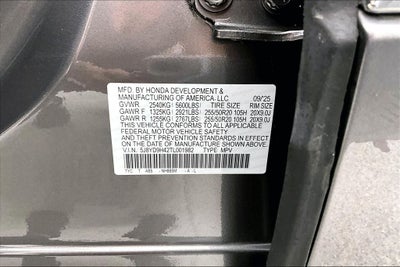 MFD. BY HONDA DEVELOPMENT &
MANUFACTURING OF AMERICA, LLC 09/25
GVWR 2540KG( 5600LBS) TIRE SIZE RIM SIZE
GAWR F 1325KG( 2921LBS) 255/50R20 105H 20X9.0J
GAWR R 1255KG( 2767LBS) 255/50R20 105H 20X9.0J
THIS VEHICLE CONFORMS TO ALL APPLICABLE
FEDERAL MOTOR VEHICLE SAFETY
AND THEFT PREVENTION STANDARDS IN EFFECT
ON THE DATE OF MANUFACTURE SHOWN ABOVE.
V.I.N. 5J8YD9H42TL001982 TYPE: MPV